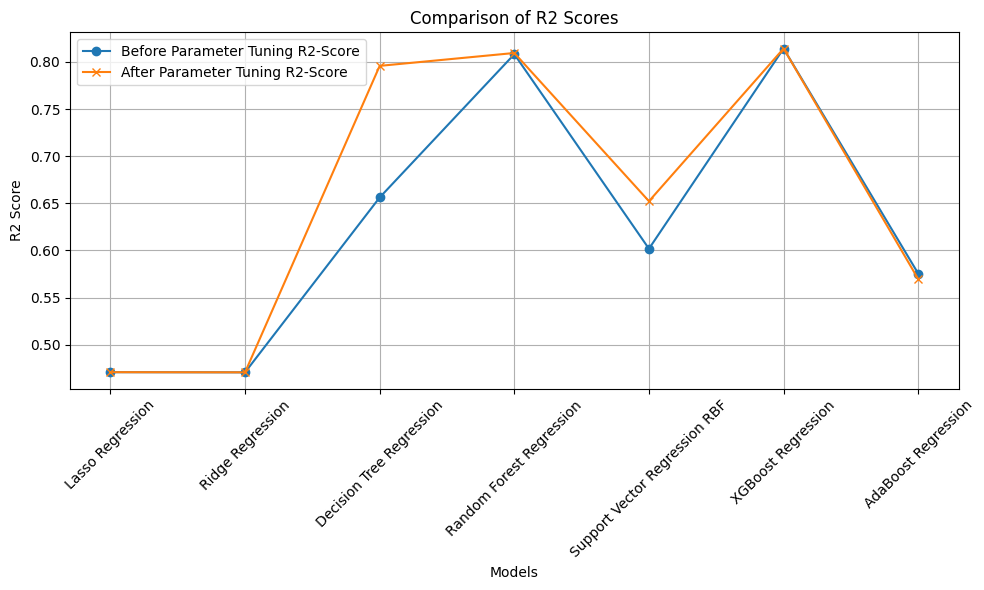 Comparison of R2 Scores
Before Parameter Tuning R2-Score
After Parameter Tuning R2-Score
R2 Score
0.80
0.75
0.70
0.65
0.60
0.55
0.50
Lasso Regression
Ridge Regression
Decision Tree Regression
Random Forest Regression
Support Vector Regression RBF
XGBoost Regression
AdaBoost Regression
Models